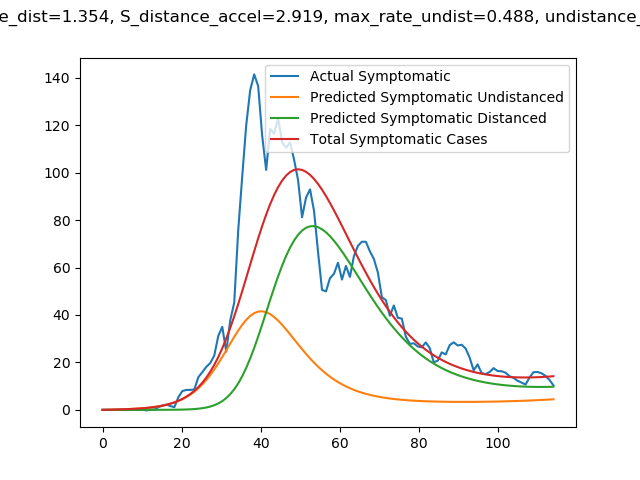 e_dist=1.354, S_distance_accel=2.919, max_rate_undist=0.488, undistance_
Actual Symptomatic
Predicted Symptomatic Undistanced
Predicted Symptomatic Distanced
Total Symptomatic Cases
140
120
100
80
60
40
20
0
0 20 40 60 80 100